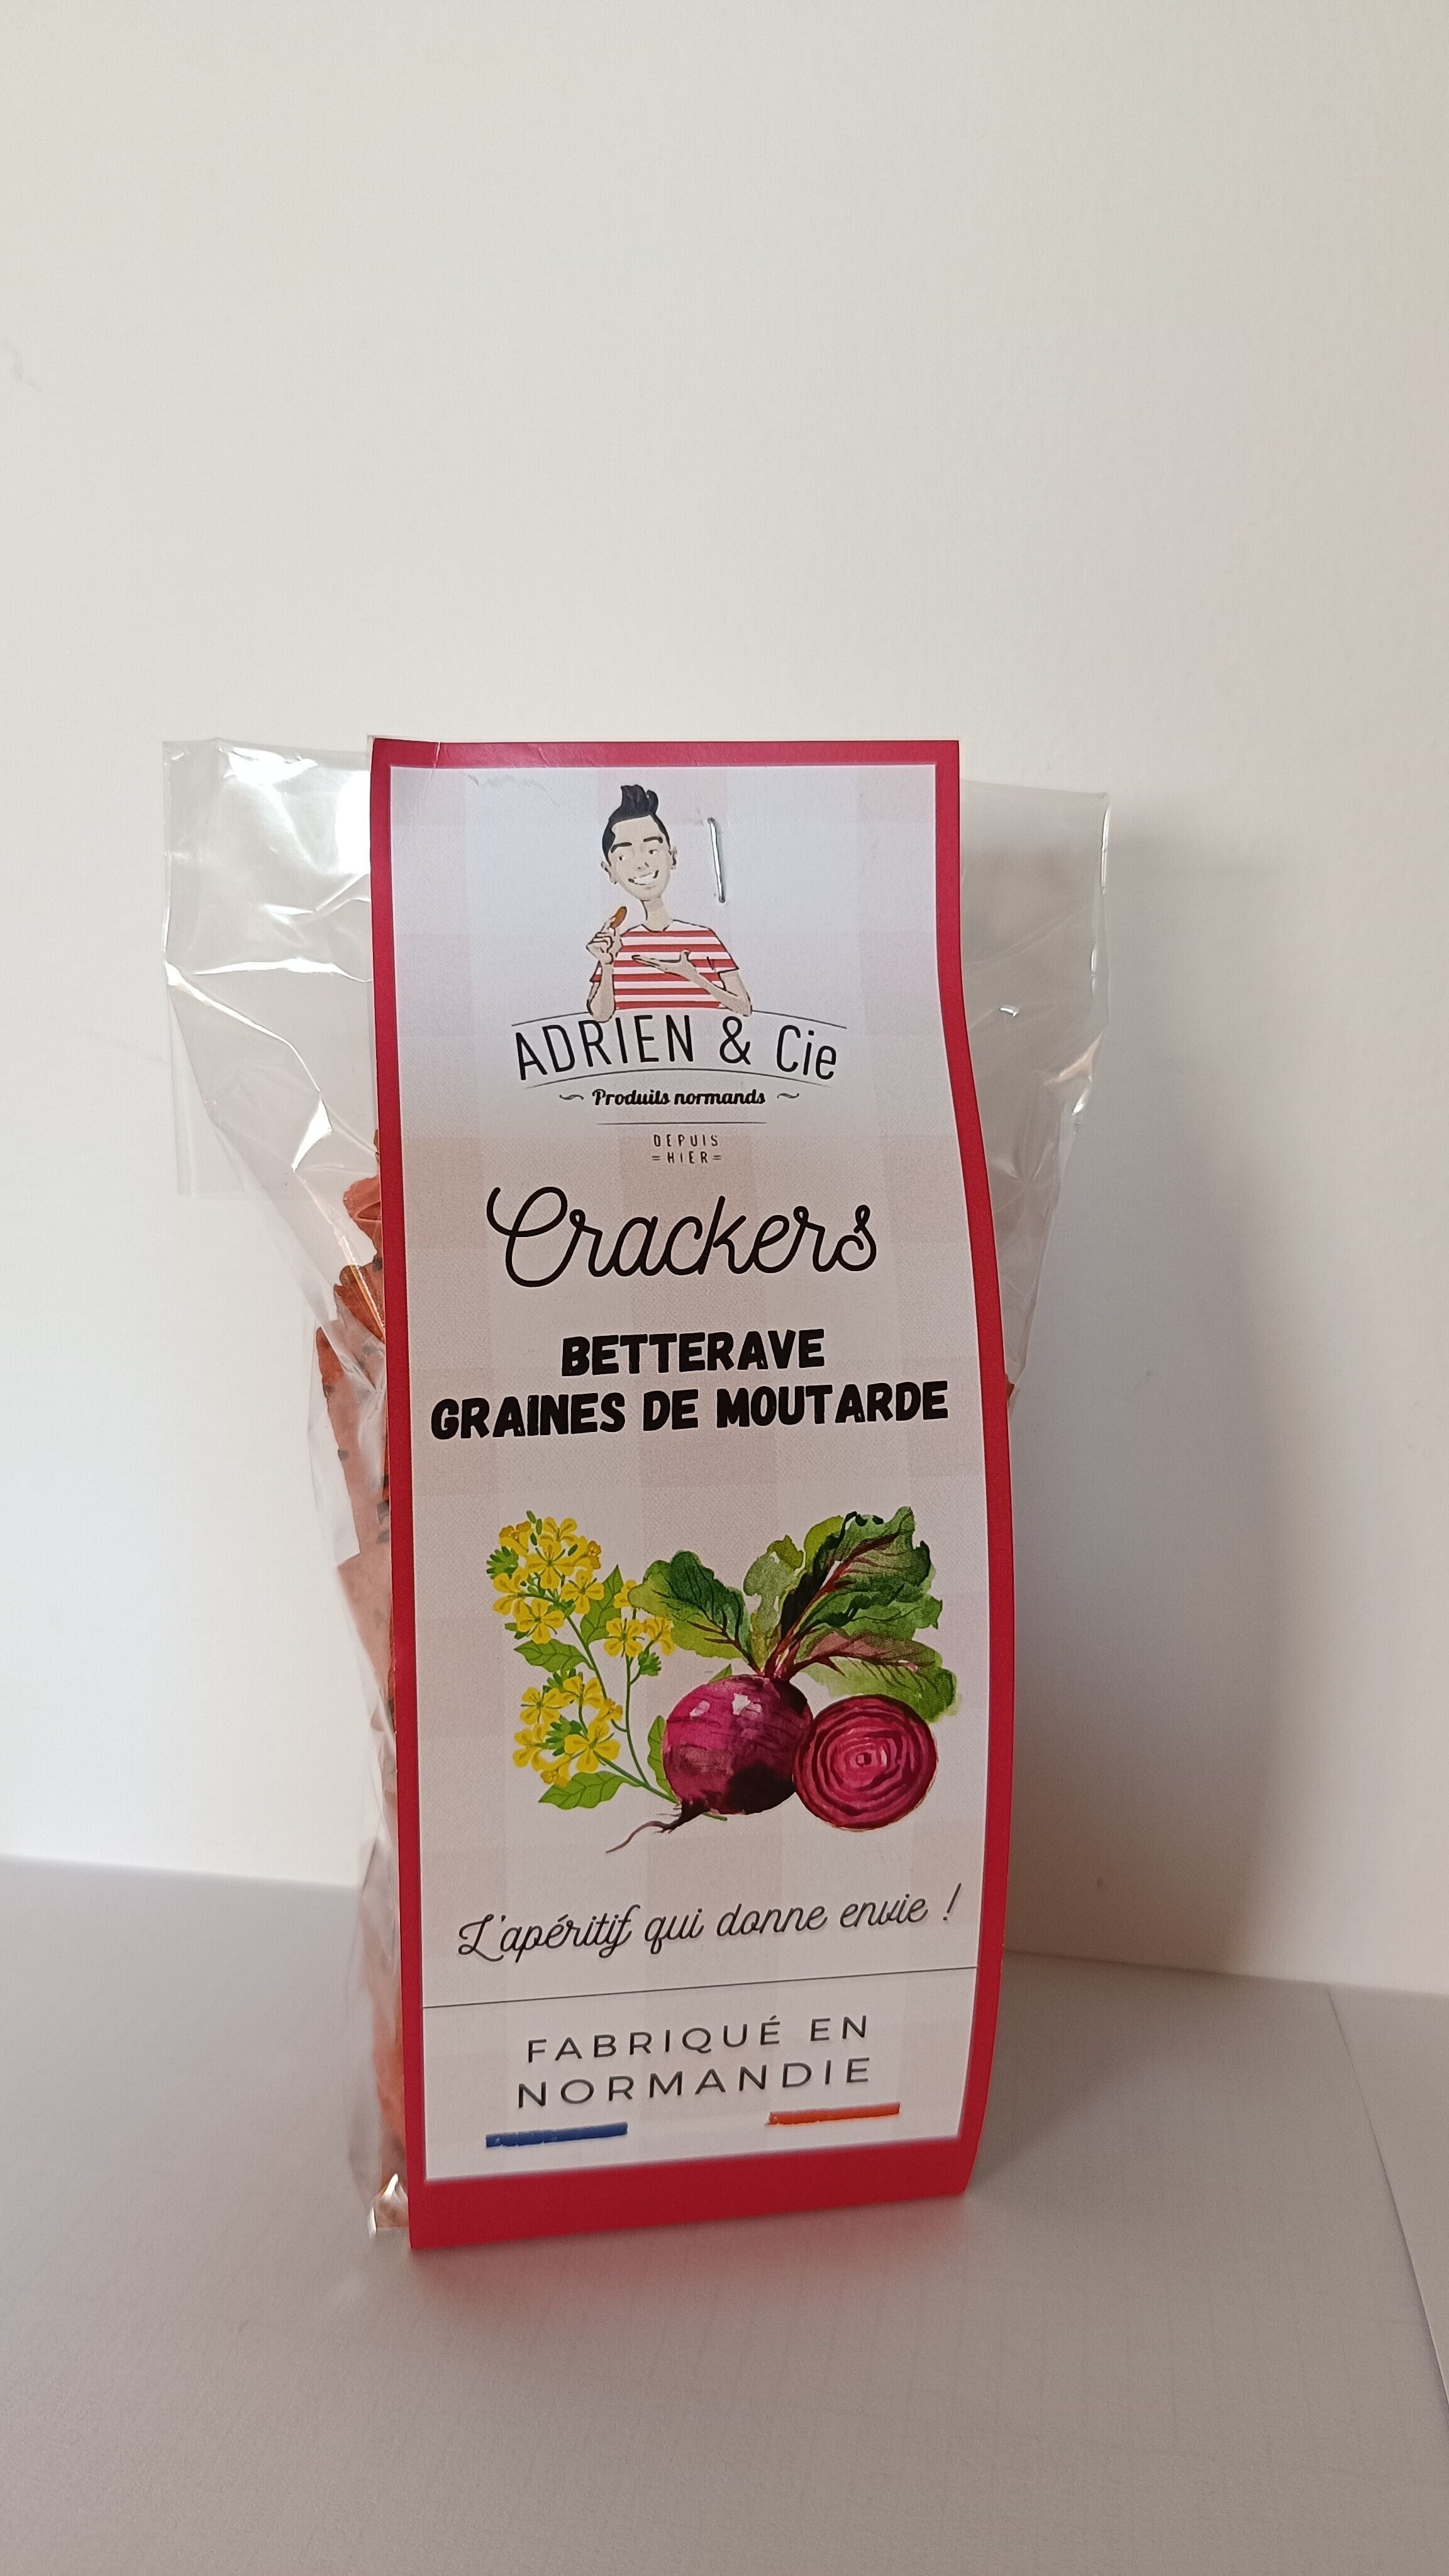 ADRIEN & Cie
Produits normands
DEPUIS
=HIER=
Crackers
BETTERAVE
GRAINES DE MOUTARDE
L'apéritif qui donne envie !
FABRIQUÉ EN
NORMANDIE